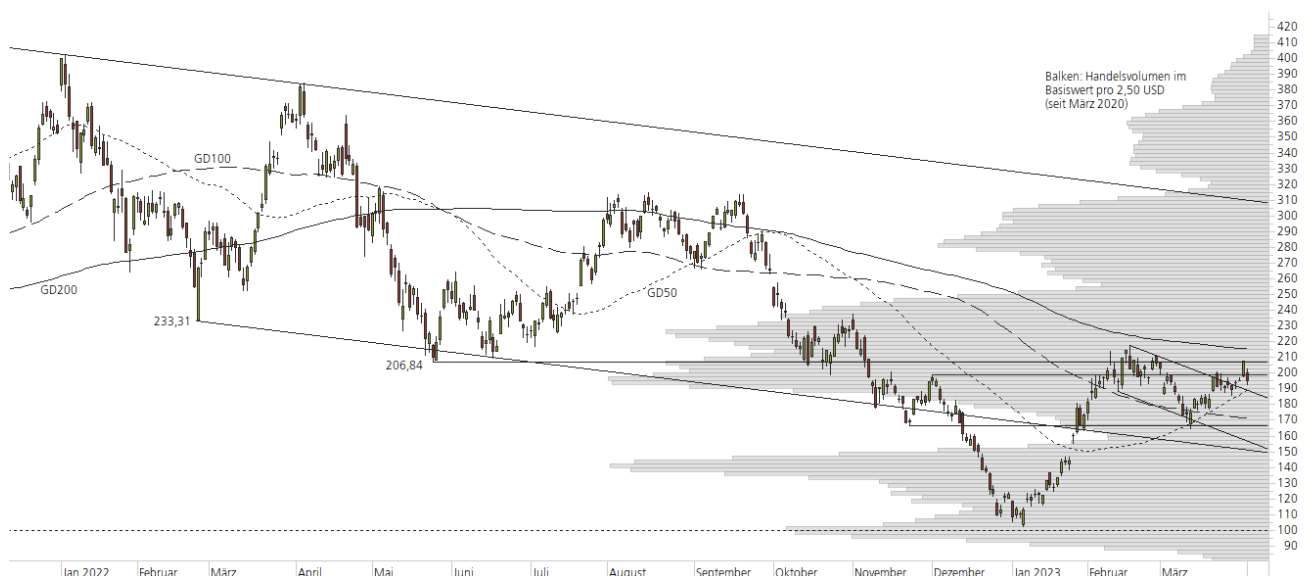 420
410
400
390
380
370
360
350
340
330
320
310
300
290
280
270
260
250
240
230
220
210
200
190
180
170
160
150
140
130
120
110
100
90
Balken: Handelsvolumen im
Basiswert pro 2,50 USD
(seit März 2020)
GD100
GD200
GD50
233,31
206,84
Jan 2022
Februar
März
April
Mai
Juni
Juli
August
September
Oktober
November
Dezember
Jan 2023
Februar
März